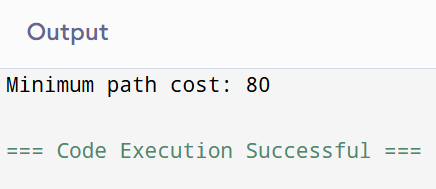 Output
Minimum path cost: 80
=== Code Execution Successful ===